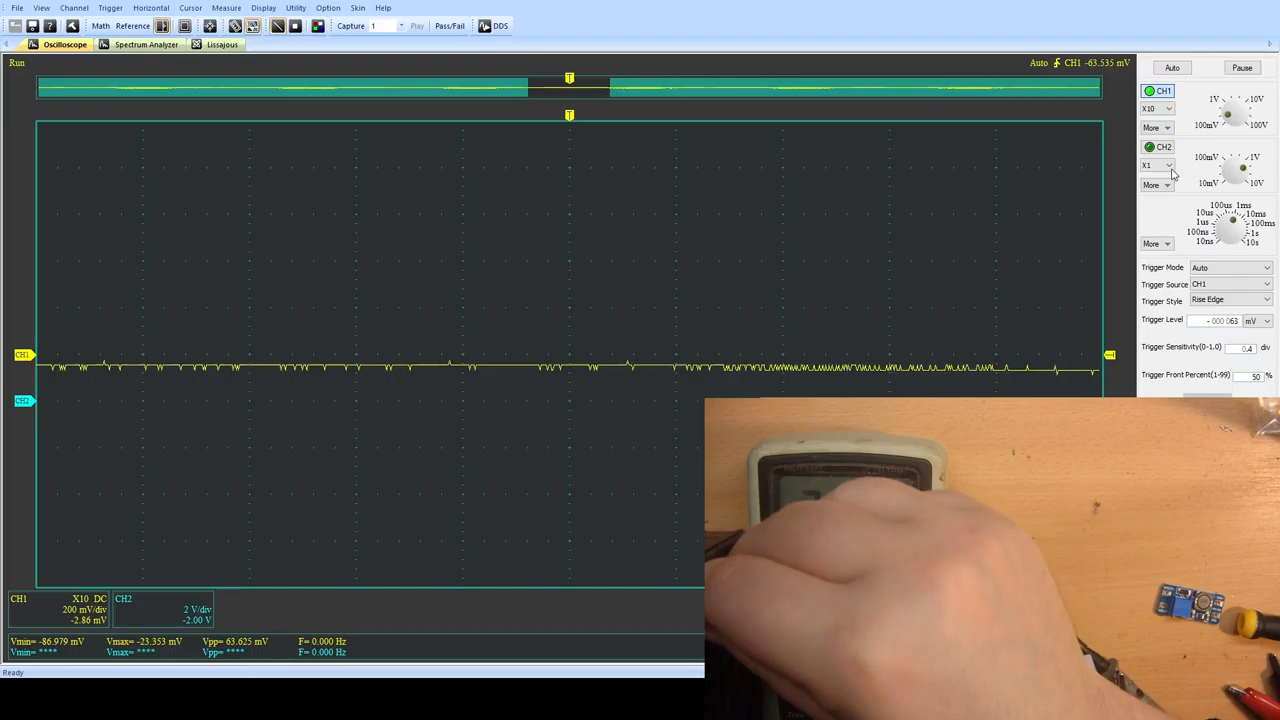 File View Channel Trigger Horizontal Cursor Measure Display Utility Option Skin Help
Math Reference Capture 1 Play Pass/Fail DDS
Oscilloscope Spectrum Analyzer Lissajous
Run
Auto CH1 -63.535 mV
T
T
Auto Pause
CH1
X10
More
1V 10V
100mV 100V
CH2
X1
More
100mV 1V
10mV 10V
100us 1ms
10us 10ms
1us 100ms
100ns 1s
10ns 10s
More
Trigger Mode Auto
Trigger Source CH1
Trigger Style Rise Edge
Trigger Level - 000.063 mV
Trigger Sensitivity(0-1.0) 0.4 div
Trigger Front Percent(1-99) 50 %
CH1
CH2
CH1 X10 DC
200 mV/div
-2.86 mV
CH2
2 V/div
-2.00 V
Vmin= -86.979 mV Vmax= -23.353 mV Vpp= 63.625 mV F= 0.000 Hz
Vmin= **** Vmax= **** Vpp= **** F= 0.000 Hz
Ready